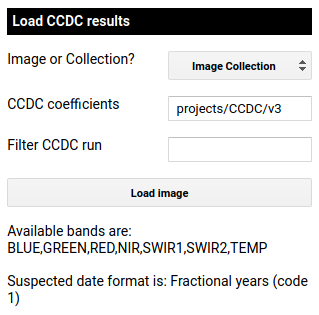 Load CCDC results
Image or Collection?
Image Collection
CCDC coefficients
projects/CCDC/v3
Filter CCDC run
Load image
Available bands are:
BLUE,GREEN,RED,NIR,SWIR1,SWIR2,TEMP
Suspected date format is: Fractional years (code
1)